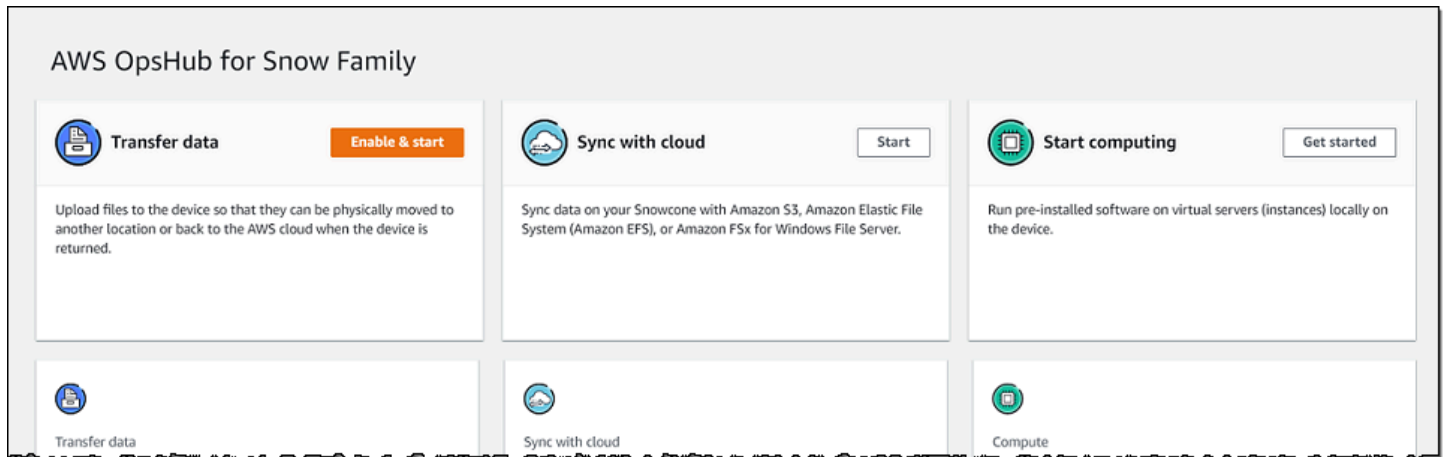 AWS OpsHub for Snow Family
Transfer data
Enable & start
Upload files to the device so that they can be physically moved to
another location or back to the AWS cloud when the device is
returned.
Sync with cloud
Start
Sync data on your Snowcone with Amazon S3, Amazon Elastic File
System (Amazon EFS), or Amazon FSx for Windows File Server.
Start computing
Get started
Run pre-installed software on virtual servers (instances) locally on
the device.
Transfer data
Sync with cloud
Compute